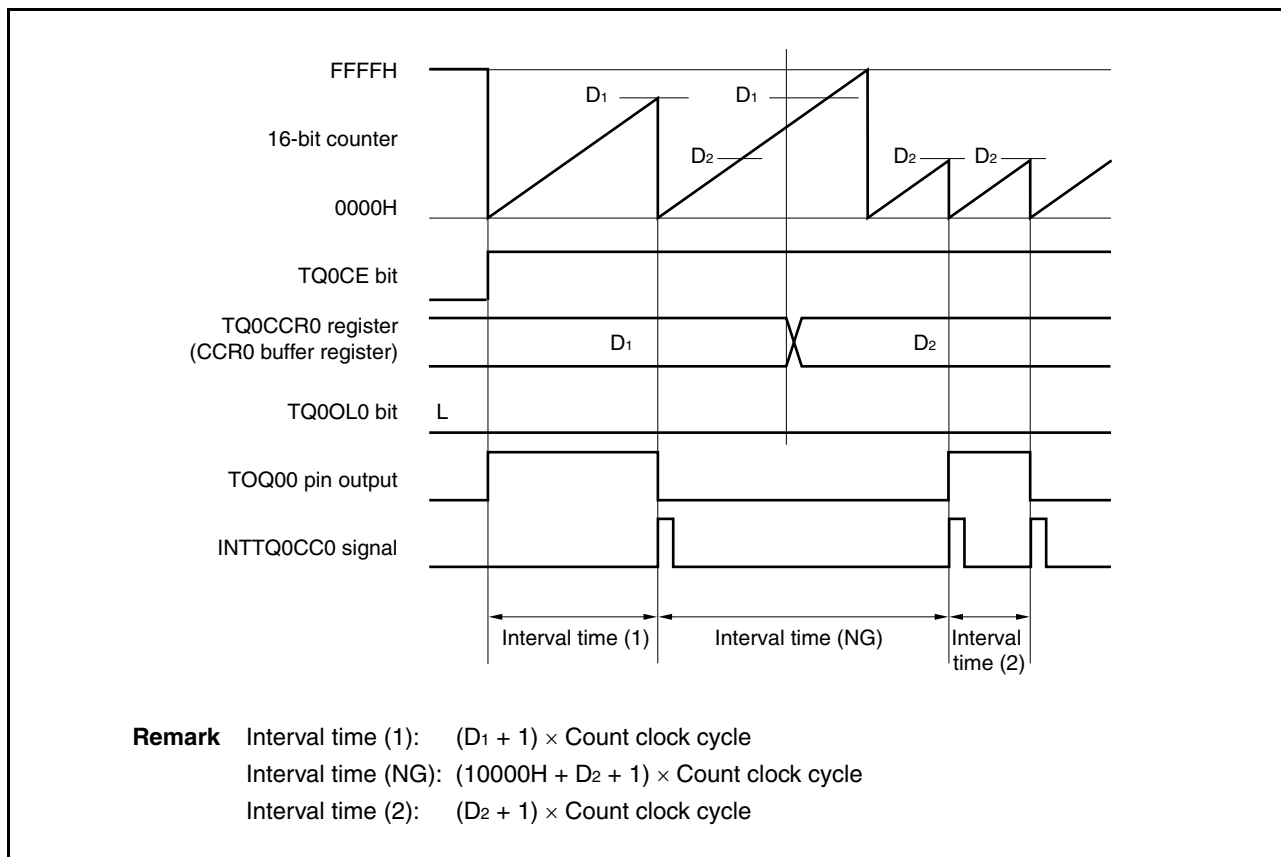 FFFFH
D1
D1
16-bit counter
D2
D2
D2
0000H
TQ0CE bit
TQ0CCR0 register
(CCR0 buffer register)
D1
D2
TQ0OL0 bit
L
TOQ00 pin output
INTTQ0CC0 signal
Interval time (1)
Interval time (NG)
Interval
time (2)
Remark Interval time (1): (D1 + 1) × Count clock cycle
Interval time (NG): (10000H + D2 + 1) × Count clock cycle
Interval time (2): (D2 + 1) × Count clock cycle